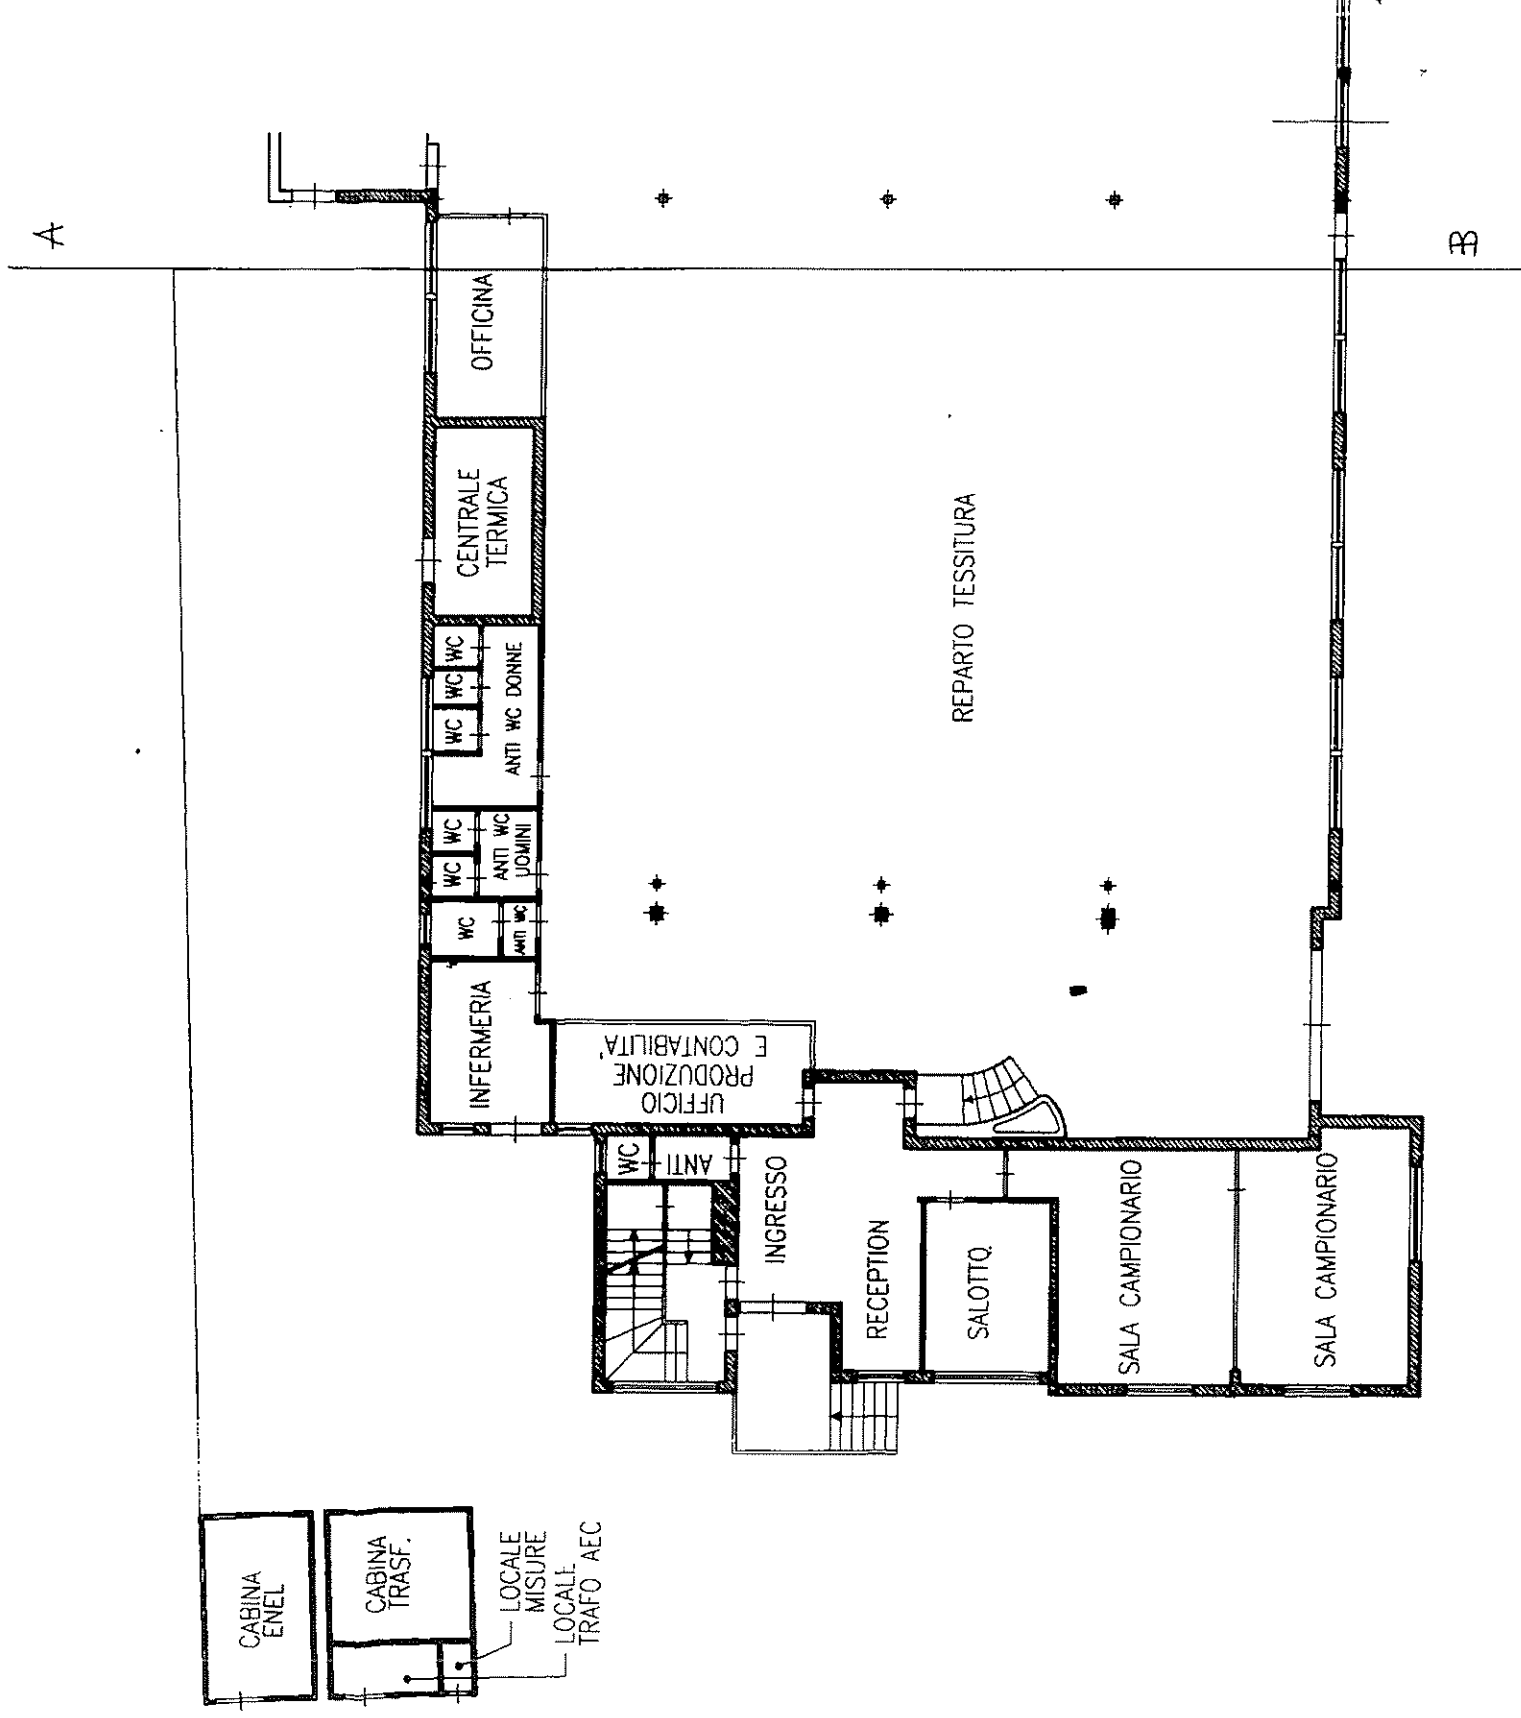 A
B
OFFICINA
CENTRALE
TERMICA
WC
WC
WC
ANTI WC DONNE
WC
WC
ANTI WC
UOMINI
WC
ANTI WC
INFERMERIA
UFFICIO
PRODUZIONE
E CONTABILITA'
REPARTO TESSITURA
WC
ANTI
INGRESSO
RECEPTION
SALOTTO.
SALA CAMPIONARIO
SALA CAMPIONARIO
CABINA
ENEL
CABINA
TRASF.
LOCALE
MISURE
LOCALE
TRAFO AEC